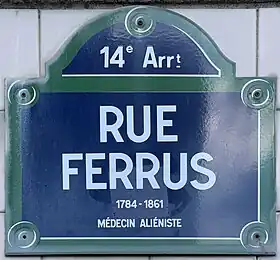 14e Arrt
RUE
FERRUS
1784-1861
MÉDECIN ALIÉNISTE